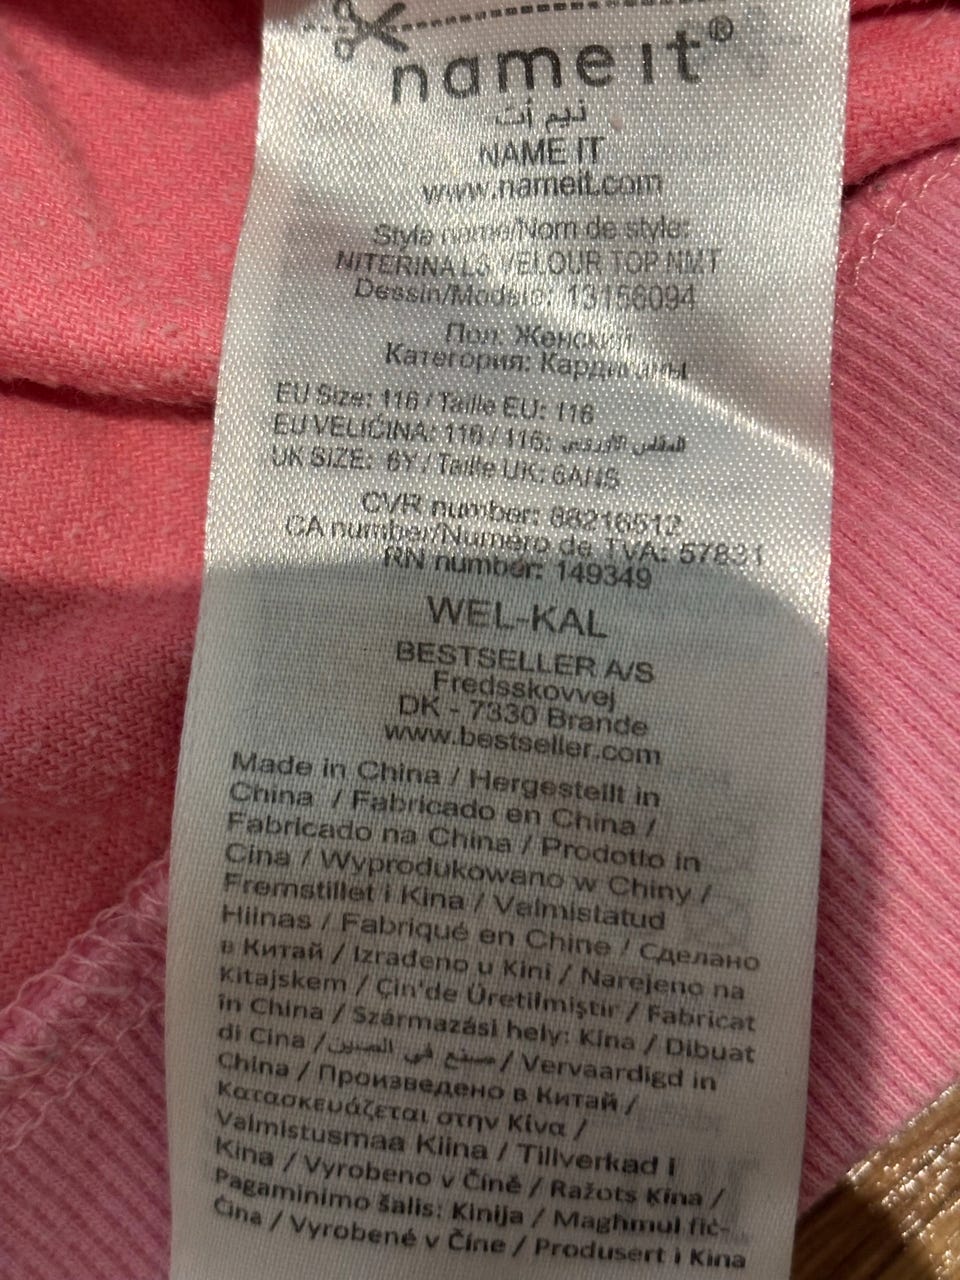 name it®
نيم أت
NAME IT
www.nameit.com
Style name/Nom de style:
NITERINA LS VELOUR TOP NMT
Dessin/Modèle: 13156094
Пол: Женский
Категория: Кардиганы
EU Size: 116 / Taille EU: 116
EU VELIČINA: 116 / 116: المقاس الأوروبي
UK SIZE: 6Y / Taille UK: 6ANS
CVR number: 88216512
CA number/Numéro de TVA: 57831
RN number: 149349
WEL-KAL
BESTSELLER A/S
Fredsskovvej
DK - 7330 Brande
www.bestseller.com
Made in China / Hergestellt in
China / Fabricado en China /
Fabricado na China / Prodotto in
Cina / Wyprodukowano w Chiny /
Fremstillet i Kina / Valmistatud
Hiinas / Fabriqué en Chine / Сделано
в Китай / Izrađeno u Kini / Narejeno na
Kitajskem / Çin'de Üretilmiştir / Fabricat
în China / Származási hely: Kína / Dibuat
di Cina / صنع في الصين / Vervaardigd in
China / Произведено в Китай /
Κατασκευάζεται στην Κίνα /
Valmistusmaa Kiina / Tillverkad i
Kina / Vyrobeno v Číně / Ražots Ķīna /
Pagaminimo šalis: Kinija / Maghmul fiċ-
Ċina / Vyrobené v Číne / Produsert i Kina